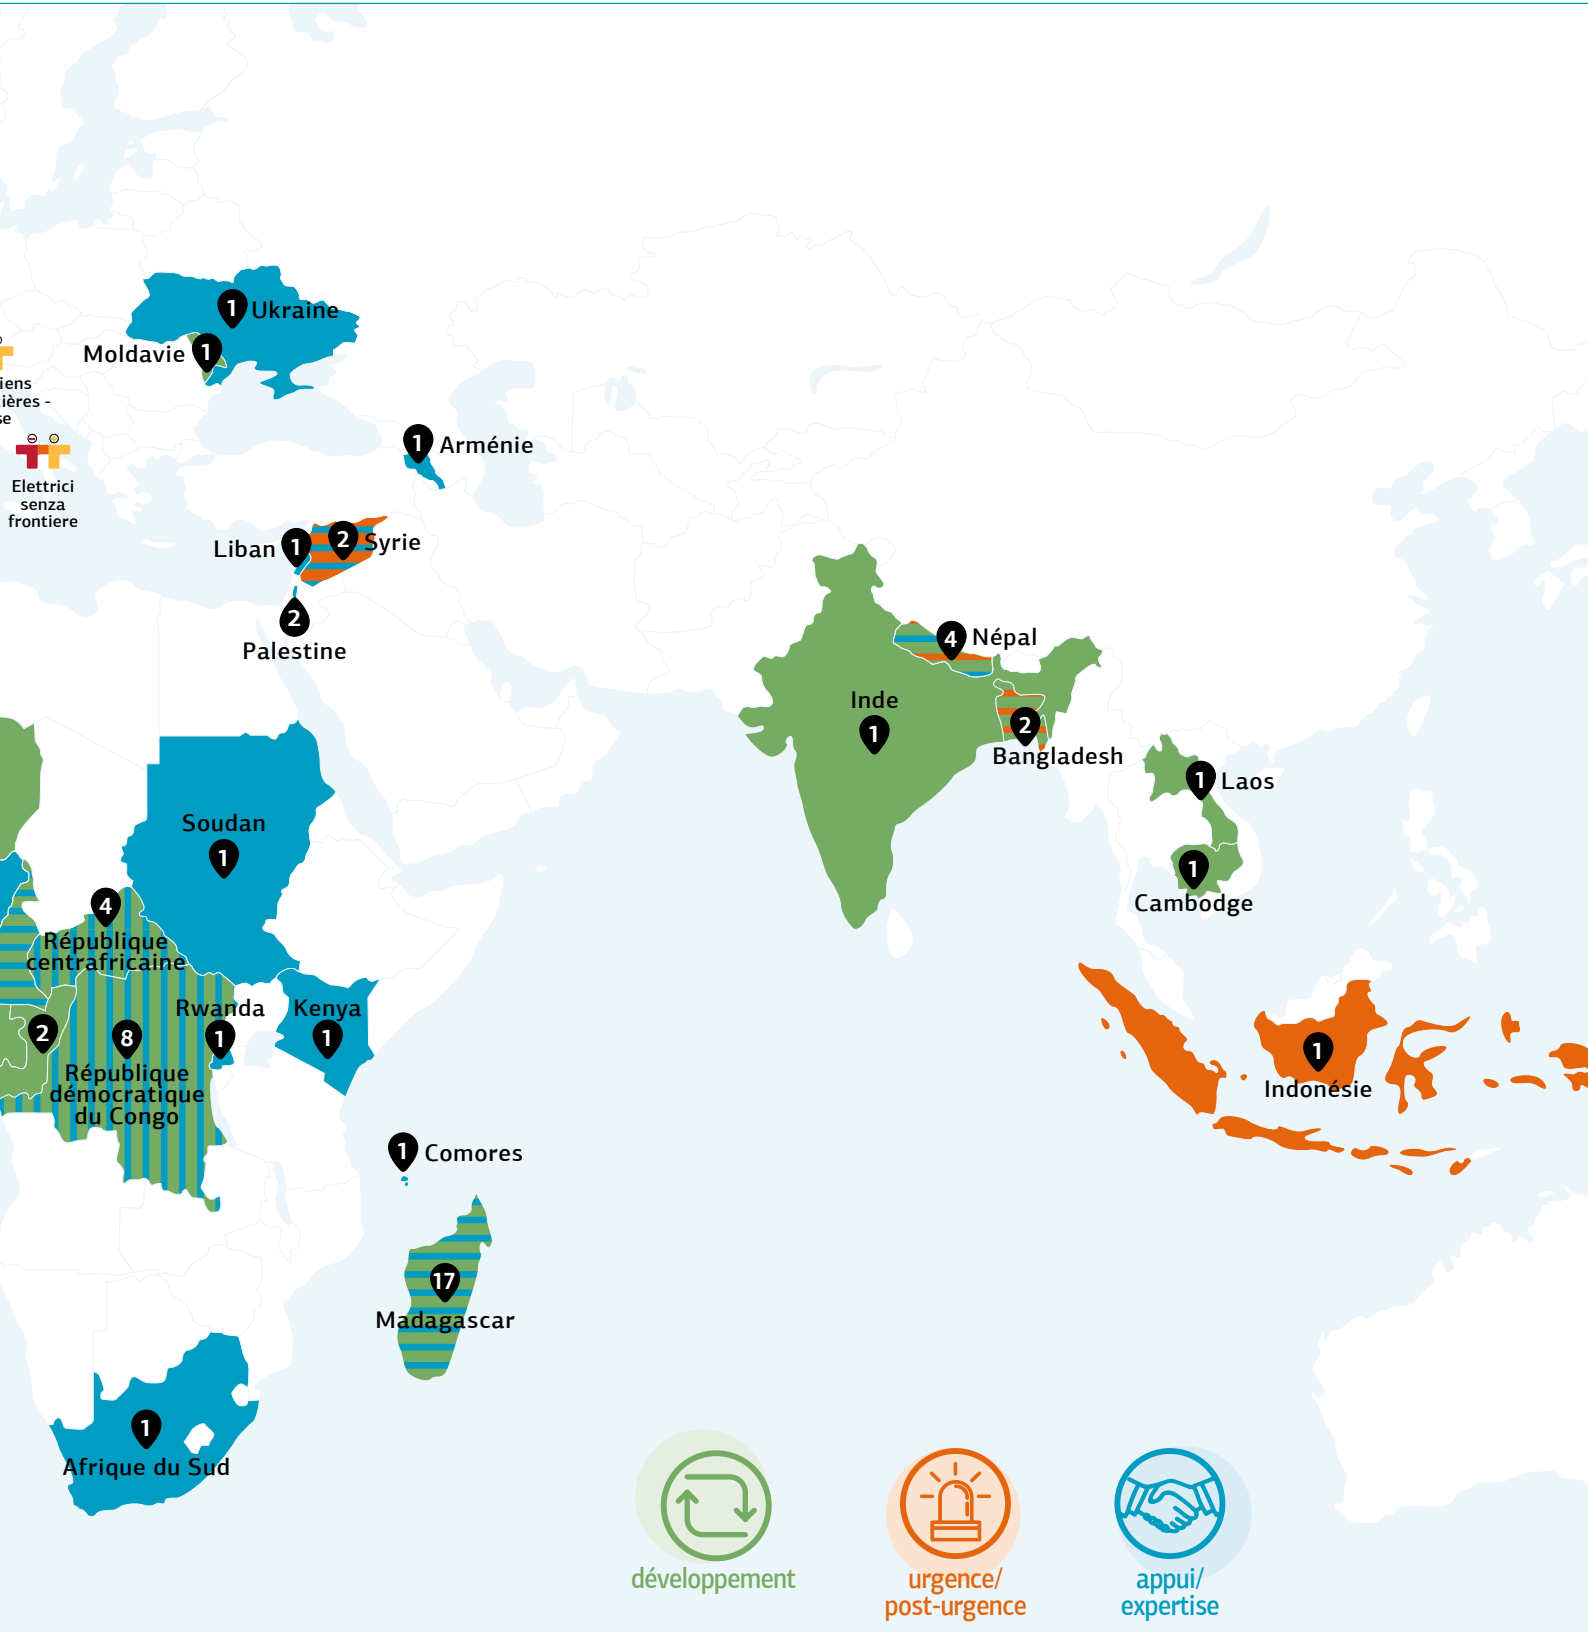 1
Ukraine
Moldavie
1
iens
ières -
se
1
Arménie
Elettrici
senza
frontiere
Liban
1
2
Syrie
2
Palestine
4
Népal
Inde
1
2
Bangladesh
1
Laos
Soudan
1
1
Cambodge
4
République
centrafricaine
Rwanda
1
Kenya
1
2
8
République
démocratique
du Congo
1
Indonésie
1
Comores
17
Madagascar
1
Afrique du Sud
développement
urgence/
post-urgence
appui/
expertise